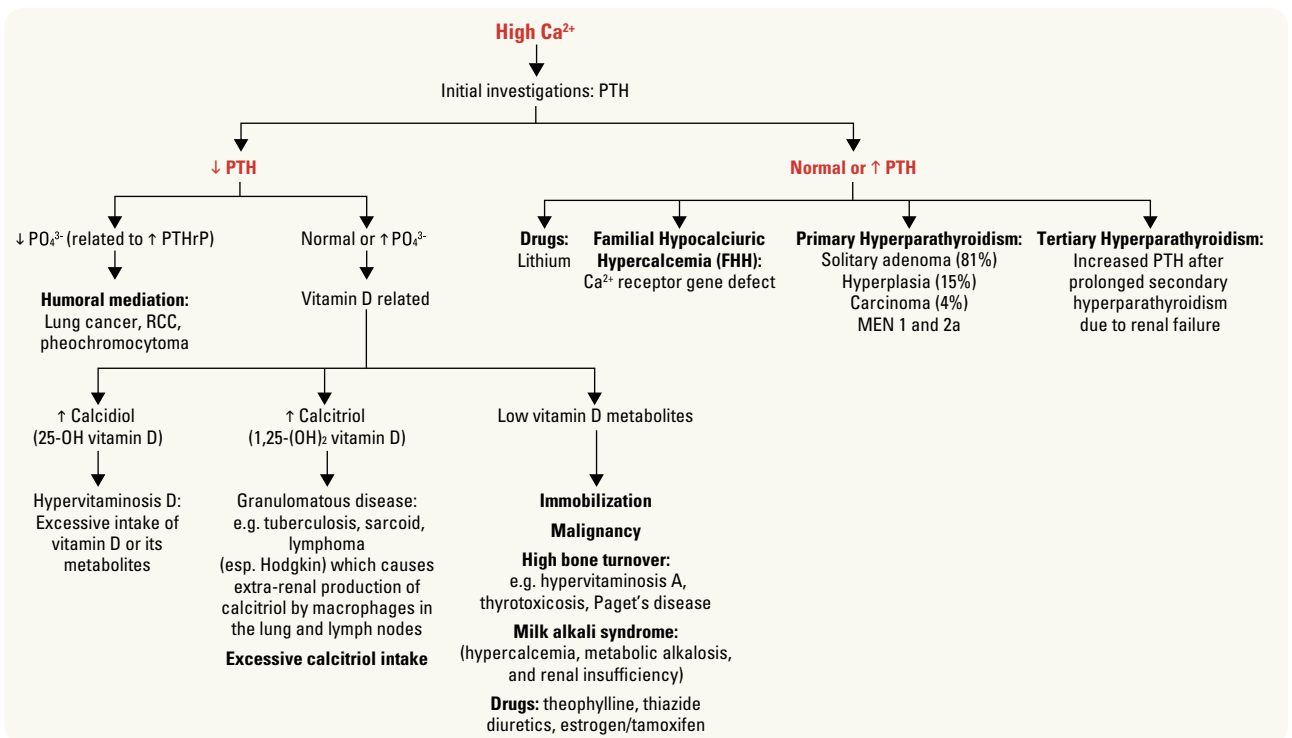 High Ca²⁺
Initial investigations: PTH
↓ PTH
Normal or ↑ PTH
↓ PO₄³⁻ (related to ↑ PTHrP)
Normal or ↑ PO₄³⁻
Drugs:
Lithium
Familial Hypocalciuric
Hypercalcemia (FHH):
Ca²⁺ receptor gene defect
Primary Hyperparathyroidism:
Solitary adenoma (81%)
Hyperplasia (15%)
Carcinoma (4%)
MEN 1 and 2a
Tertiary Hyperparathyroidism:
Increased PTH after
prolonged secondary
hyperparathyroidism
due to renal failure
Humoral mediation:
Lung cancer, RCC,
pheochromocytoma
Vitamin D related
↑ Calcidiol
(25-OH vitamin D)
↑ Calcitriol
(1,25-(OH)₂ vitamin D)
Low vitamin D metabolites
Hypervitaminosis D:
Excessive intake of
vitamin D or its
metabolites
Granulomatous disease:
e.g. tuberculosis, sarcoid,
lymphoma
(esp. Hodgkin) which causes
extra-renal production of
calcitriol by macrophages in
the lung and lymph nodes
Excessive calcitriol intake
Immobilization
Malignancy
High bone turnover:
e.g. hypervitaminosis A,
thyrotoxicosis, Paget's disease
Milk alkali syndrome:
(hypercalcemia, metabolic alkalosis,
and renal insufficiency)
Drugs: theophylline, thiazide
diuretics, estrogen/tamoxifen